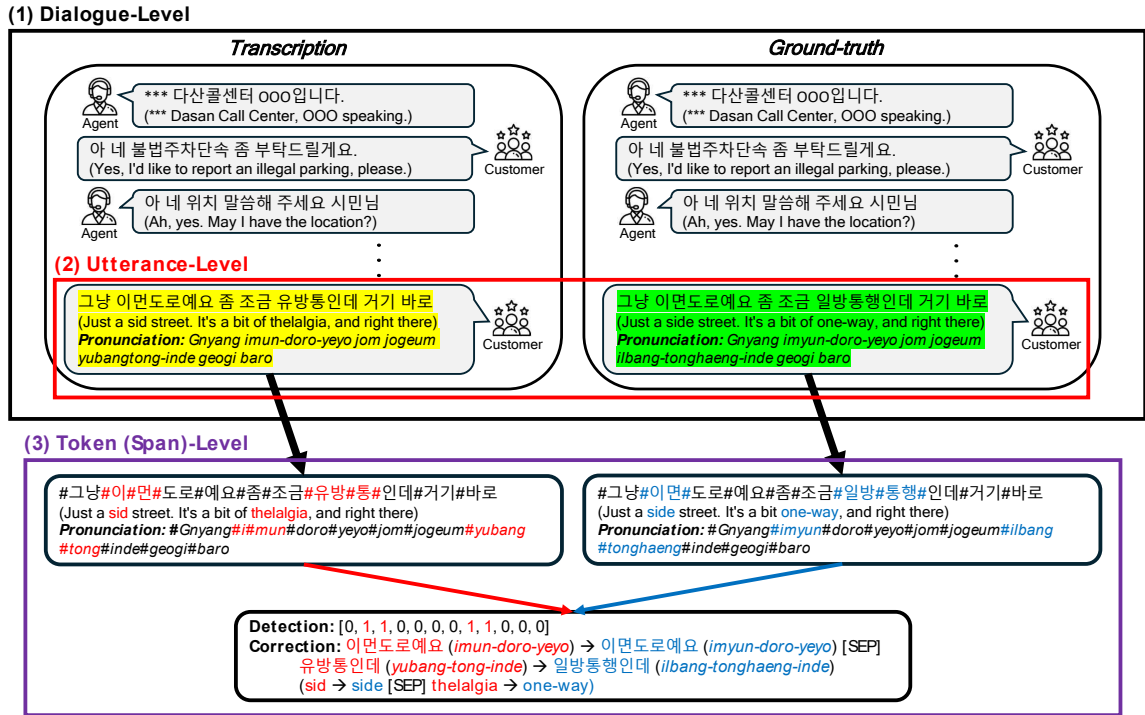 (1) Dialogue-Level
Transcription
*** 다산콜센터 OOO입니다.
(*** Dasan Call Center, OOO speaking.)
Agent
아 네 불법주차단속 좀 부탁드릴게요.
(Yes, I'd like to report an illegal parking, please.)
Customer
아 네 위치 말씀해 주세요 시민님
(Ah, yes. May I have the location?)
Agent
Ground-truth
*** 다산콜센터 OOO입니다.
(*** Dasan Call Center, OOO speaking.)
Agent
아 네 불법주차단속 좀 부탁드릴게요.
(Yes, I'd like to report an illegal parking, please.)
Customer
아 네 위치 말씀해 주세요 시민님
(Ah, yes. May I have the location?)
Agent
(2) Utterance-Level
그냥 이먼도로예요 좀 조금 유방통인데 거기 바로
(Just a sid street. It's a bit of thelalgia, and right there)
Pronunciation: Gnyang imun-doro-yeyo jom jogeum
yubangtong-inde geogi baro
Customer
그냥 이면도로예요 좀 조금 일방통행인데 거기 바로
(Just a side street. It's a bit of one-way, and right there)
Pronunciation: Gnyang imyun-doro-yeyo jom jogeum
ilbang-tonghaeng-inde geogi baro
Customer
(3) Token (Span)-Level
#그냥#이#먼#도로#예요#좀#조금#유방#통#인데#거기#바로
(Just a sid street. It's a bit of thelalgia, and right there)
Pronunciation: #Gnyang#i#mun#doro#yeyo#jom#jogeum#yubang
#tong#inde#geogi#baro
#그냥#이면#도로#예요#좀#조금#일방#통행#인데#거기#바로
(Just a side street. It's a bit one-way, and right there)
Pronunciation: #Gnyang#imyun#doro#yeyo#jom#jogeum#ilbang
#tonghaeng#inde#geogi#baro
Detection: [0, 1, 1, 0, 0, 0, 0, 1, 1, 0, 0, 0]
Correction: 이먼도로예요 (imun-doro-yeyo) → 이면도로예요 (imyun-doro-yeyo) [SEP]
유방통인데 (yubang-tong-inde) → 일방통행인데 (ilbang-tonghaeng-inde)
(sid → side [SEP] thelalgia → one-way)